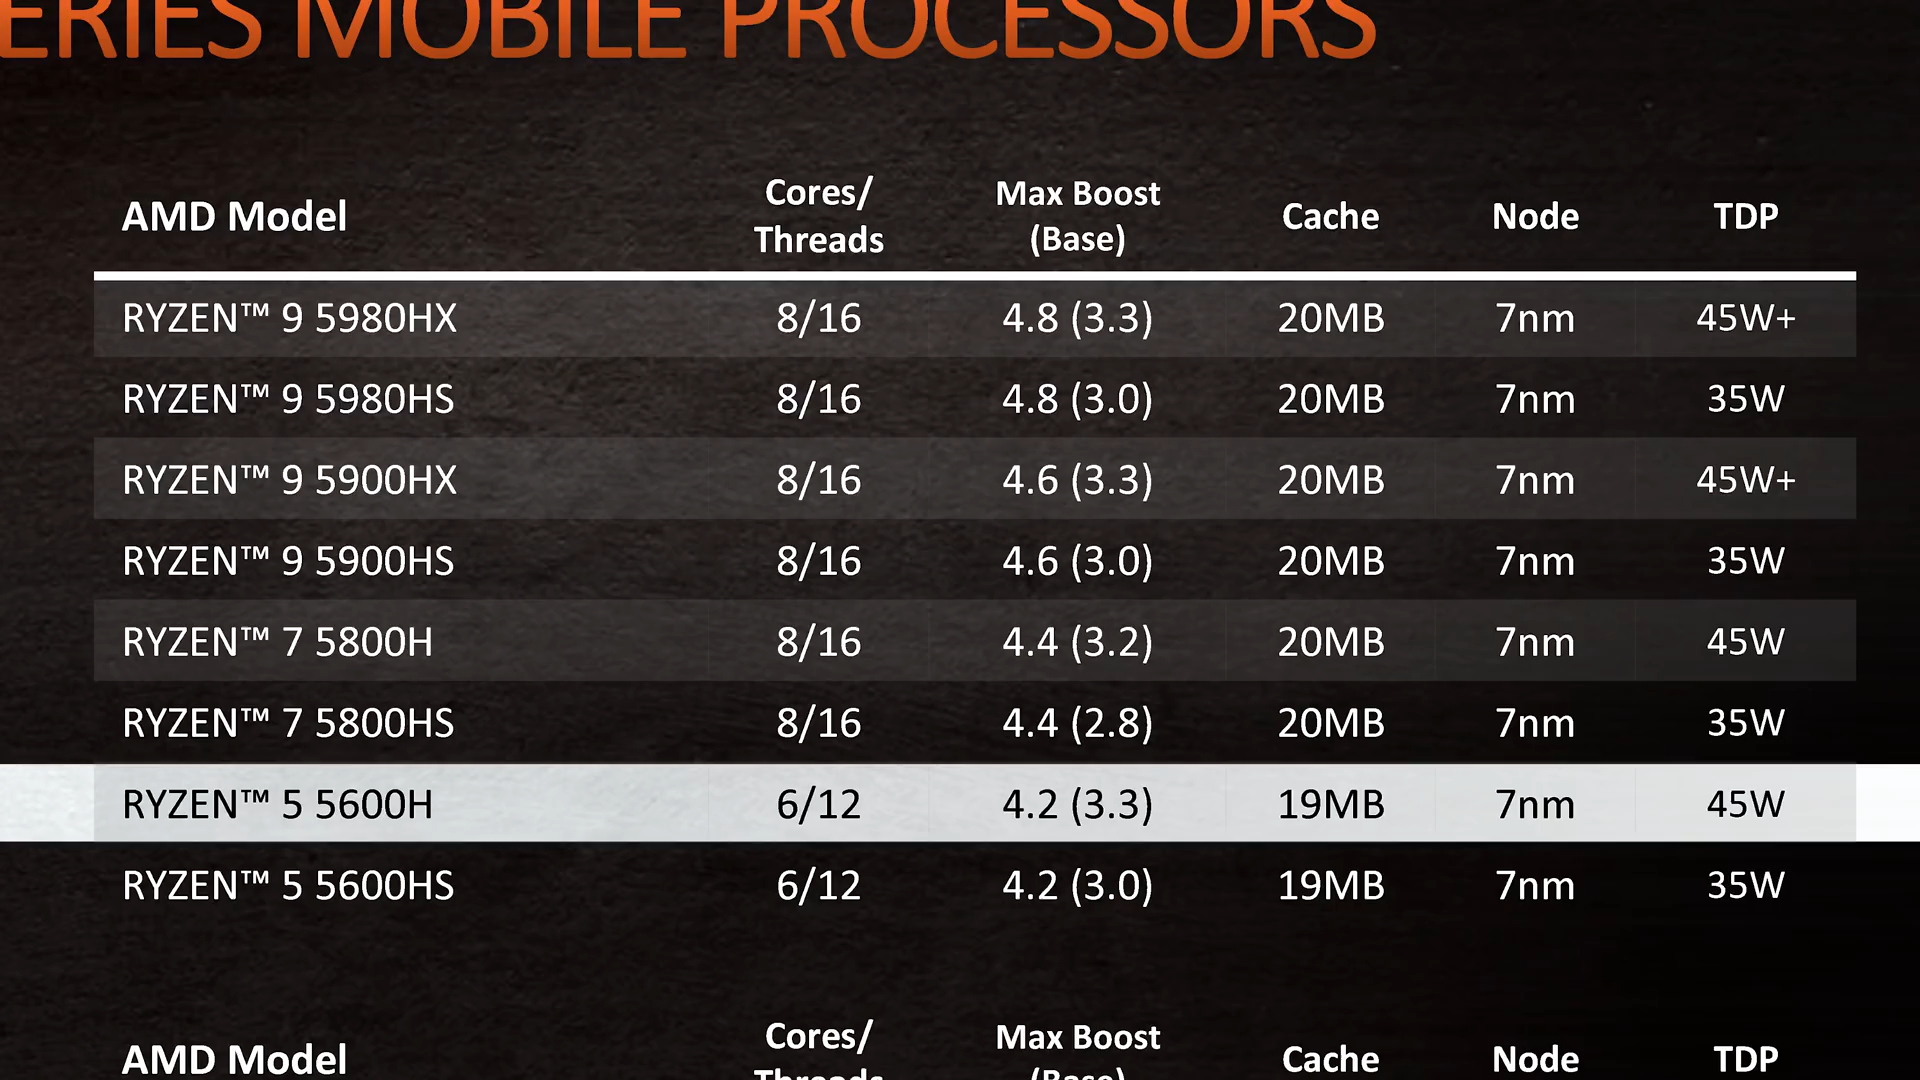 ERIES MOBILE PROCESSORS
AMD Model Cores/ Threads Max Boost (Base) Cache Node TDP
RYZEN™ 9 5980HX 8/16 4.8 (3.3) 20MB 7nm 45W+
RYZEN™ 9 5980HS 8/16 4.8 (3.0) 20MB 7nm 35W
RYZEN™ 9 5900HX 8/16 4.6 (3.3) 20MB 7nm 45W+
RYZEN™ 9 5900HS 8/16 4.6 (3.0) 20MB 7nm 35W
RYZEN™ 7 5800H 8/16 4.4 (3.2) 20MB 7nm 45W
RYZEN™ 7 5800HS 8/16 4.4 (2.8) 20MB 7nm 35W
RYZEN™ 5 5600H 6/12 4.2 (3.3) 19MB 7nm 45W
RYZEN™ 5 5600HS 6/12 4.2 (3.0) 19MB 7nm 35W
AMD Model Cores/ Threads Max Boost (Base) Cache Node TDP